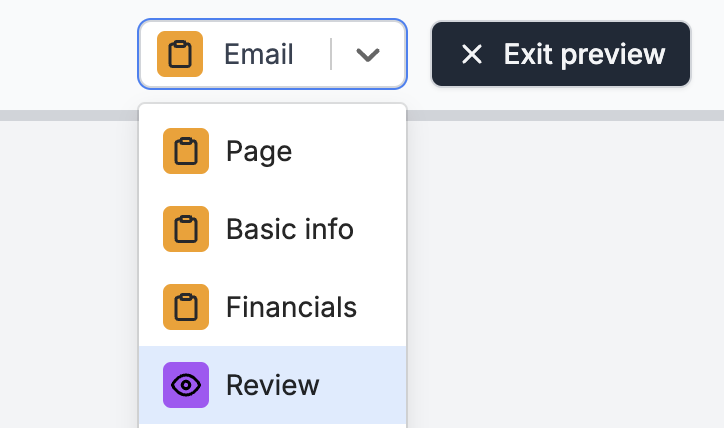 Email
Exit preview
Page
Basic info
Financials
Review